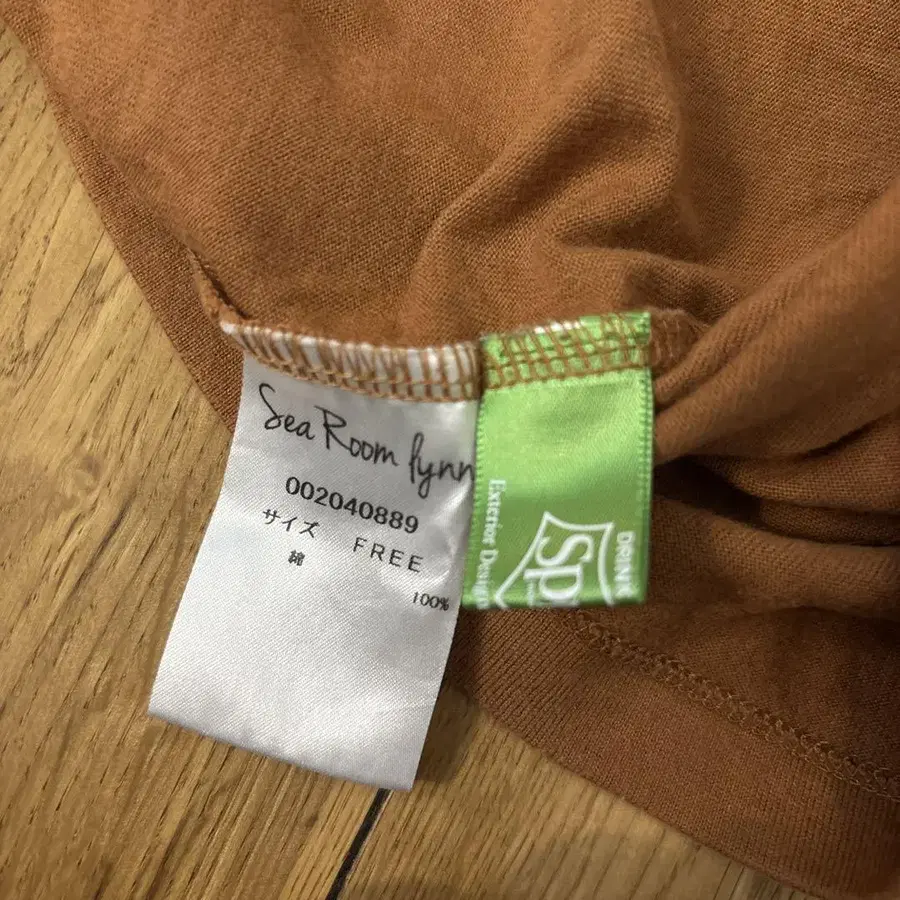 Sea Room lynn
002040889
サイズ FREE
綿
100%
Exterior Design
DRINK
Sp